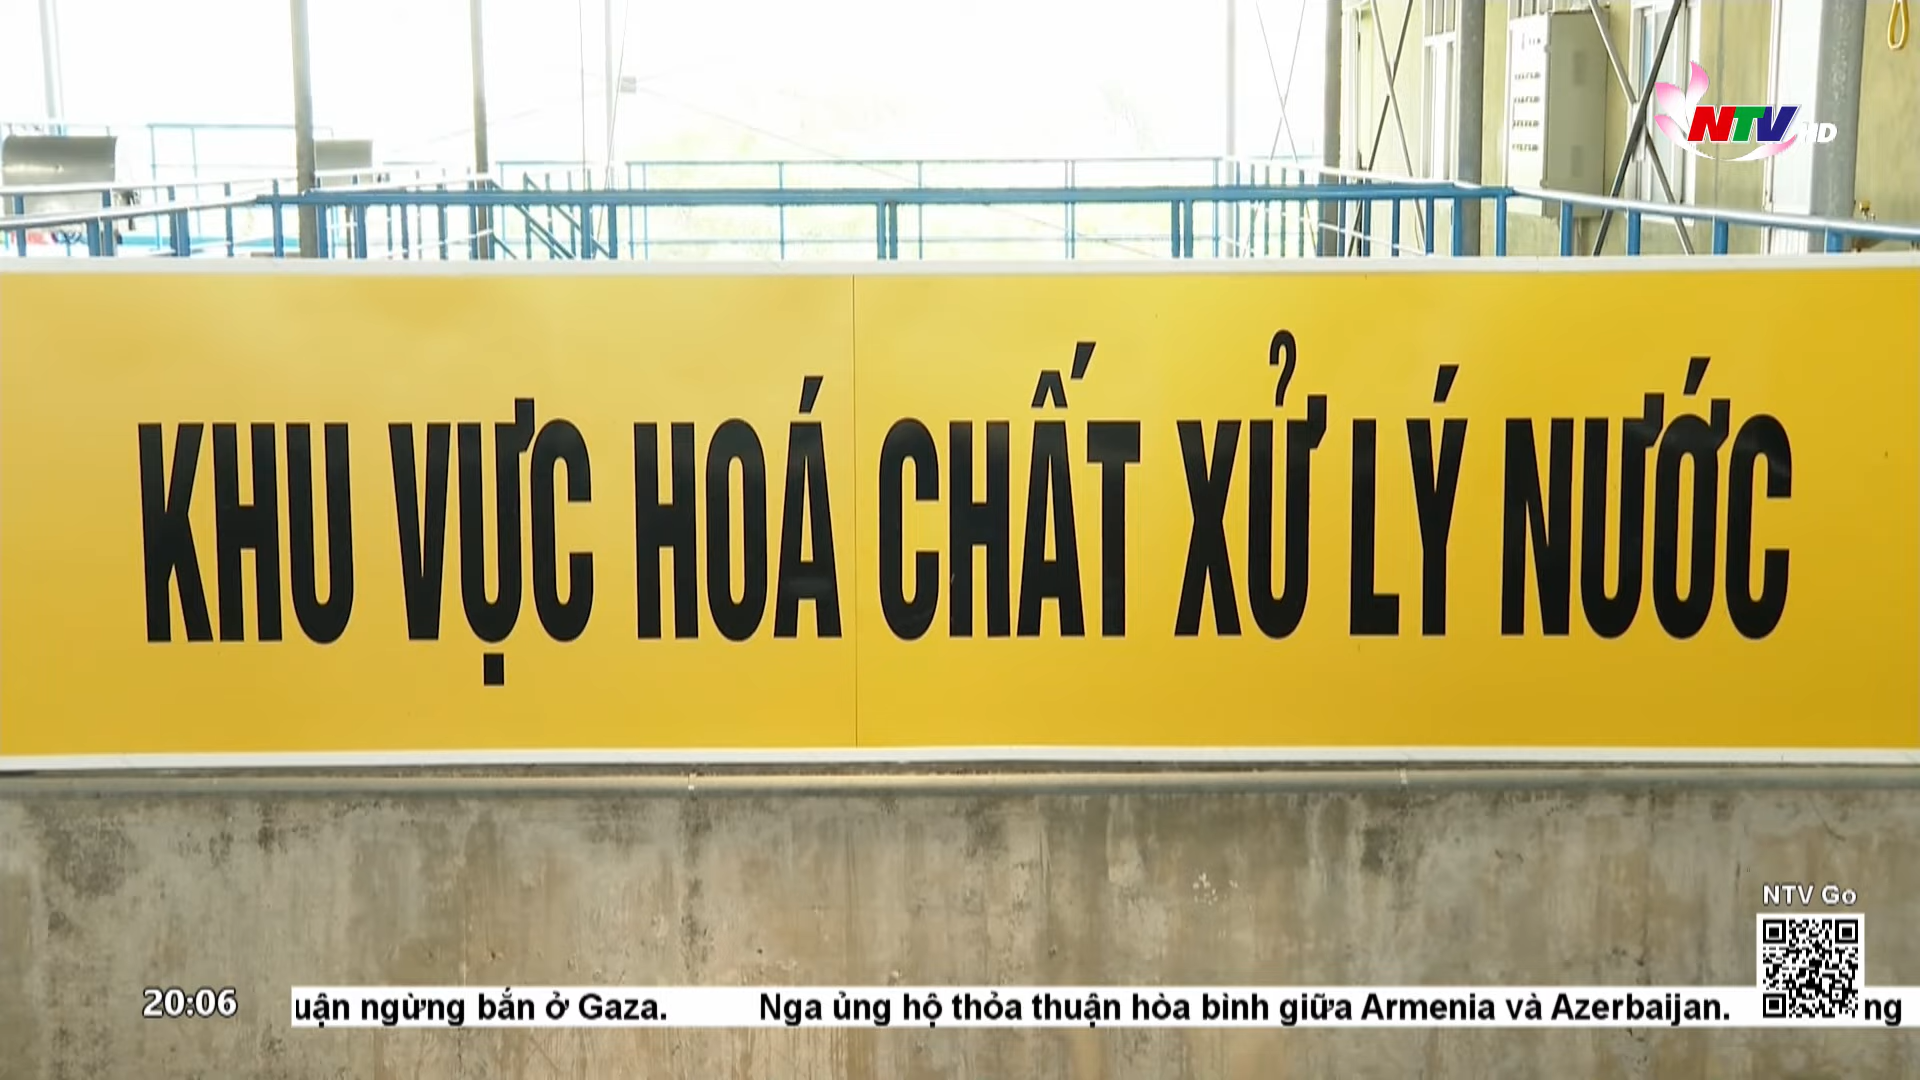 NTV HD
KHU VỰC HOÁ CHẤT XỬ LÝ NƯỚC
NTV Go
20:06 uận ngừng bắn ở Gaza. Nga ủng hộ thỏa thuận hòa bình giữa Armenia và Azerbaijan. ng